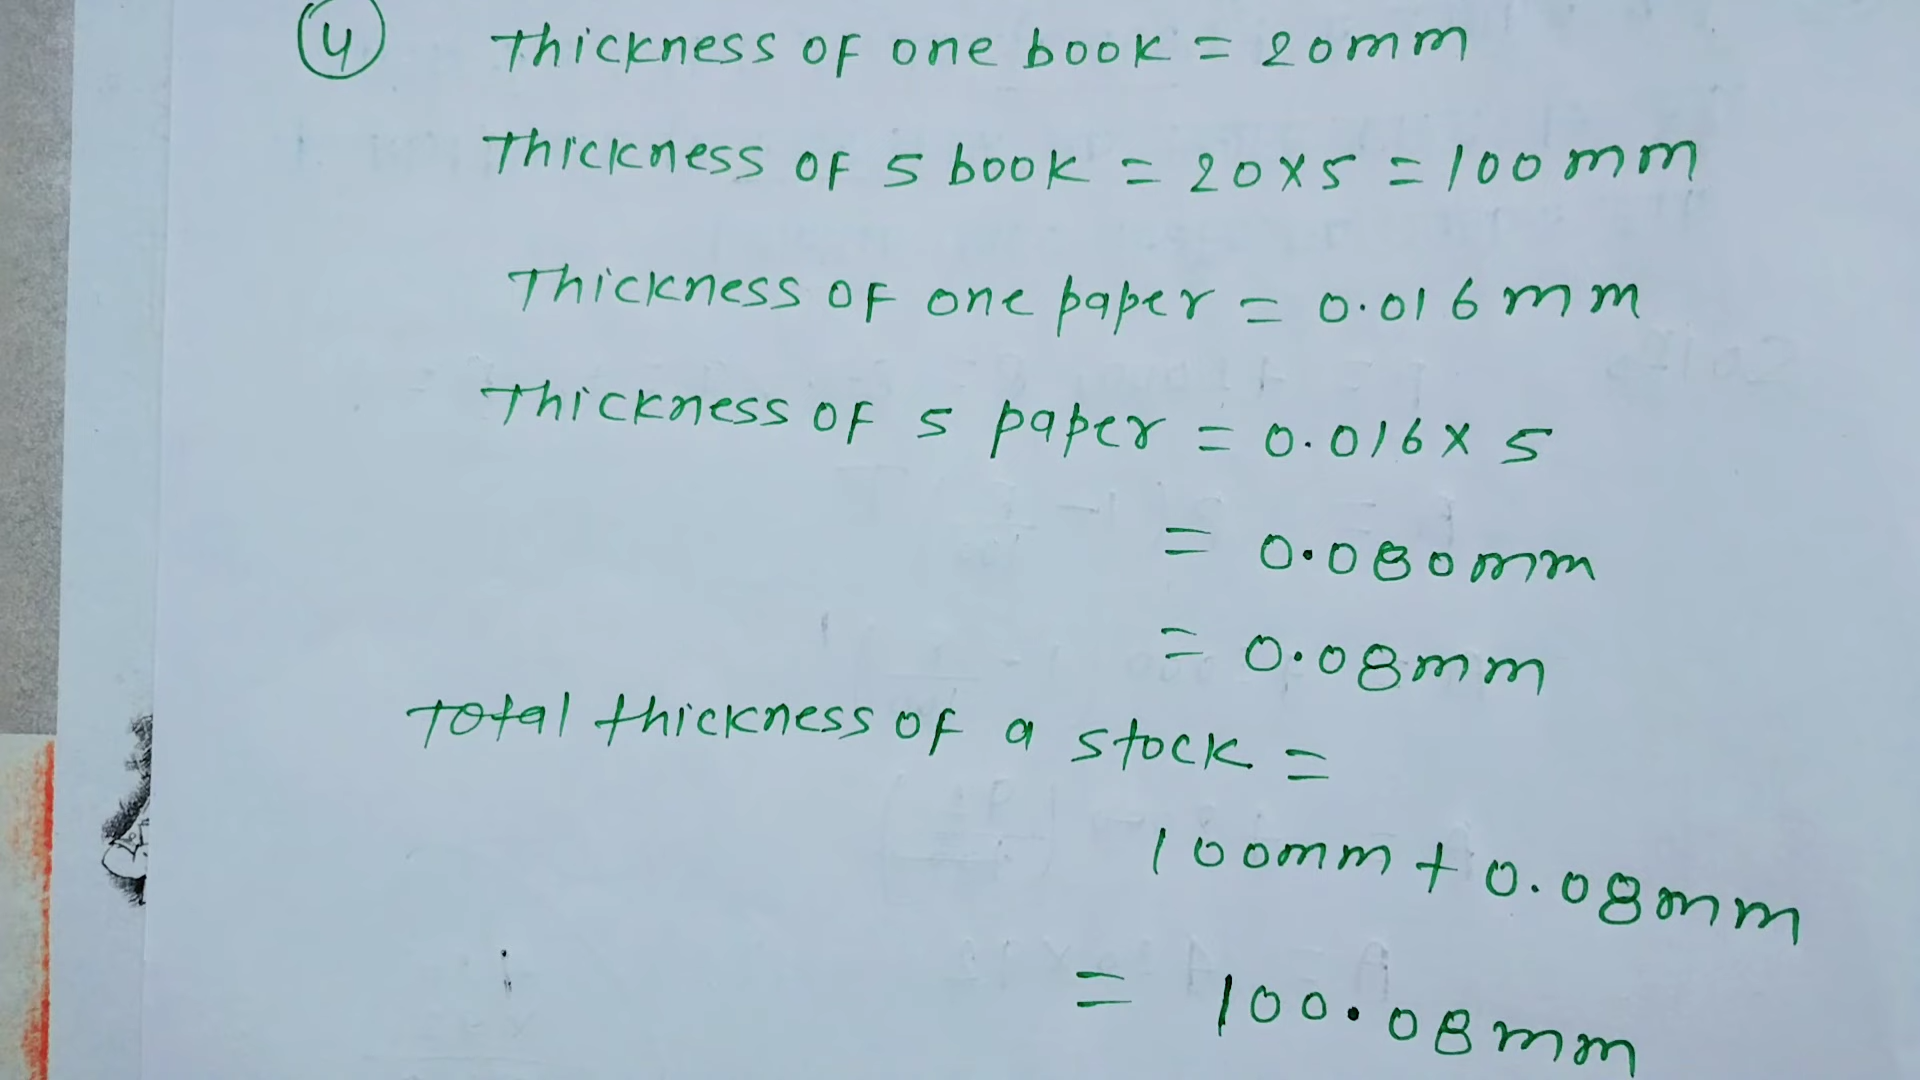 4 Thickness of one book = 20mm
Thickness of 5 book = 20×5 = 100mm
Thickness of one paper = 0.016mm
Thickness of 5 paper = 0.016×5
= 0.080mm
= 0.08mm
Total thickness of a stock =
100mm + 0.08mm
= 100.08mm